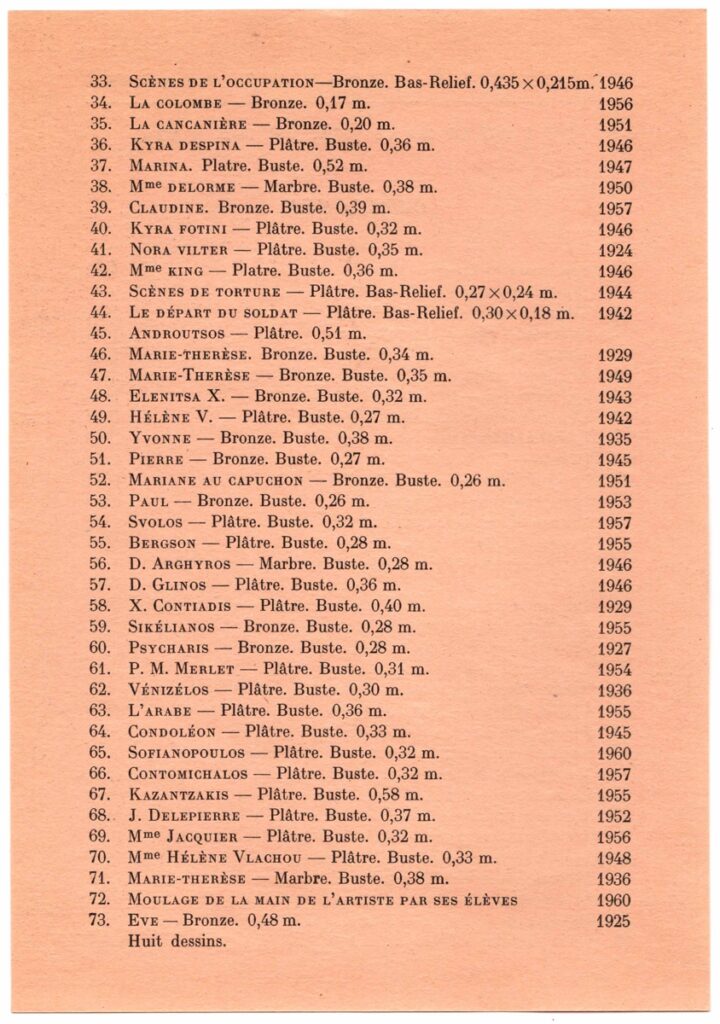 33. Scènes de l'occupation—Bronze. Bas-Relief. 0,435×0,215m. 1946
34. La colombe — Bronze. 0,17 m. 1956
35. La cancanière — Bronze. 0,20 m. 1951
36. Kyra despina — Plâtre. Buste. 0,36 m. 1946
37. Marina. Platre. Buste. 0,52 m. 1947
38. Mme delorme — Marbre. Buste. 0,38 m. 1950
39. Claudine. Bronze. Buste. 0,39 m. 1957
40. Kyra fotini — Plâtre. Buste. 0,32 m. 1946
41. Nora vilter — Plâtre. Buste. 0,35 m. 1924
42. Mme king — Platre. Buste. 0,36 m. 1946
43. Scènes de torture — Plâtre. Bas-Relief. 0,27×0,24 m. 1944
44. Le départ du soldat — Plâtre. Bas-Relief. 0,30×0,18 m. 1942
45. Androutsos — Plâtre. 0,51 m.
46. Marie-therèse. Bronze. Buste. 0,34 m. 1929
47. Marie-Therèse — Bronze. Buste. 0,35 m. 1949
48. Elenitsa X. — Bronze. Buste. 0,32 m. 1943
49. Hélène V. — Plâtre. Buste. 0,27 m. 1942
50. Yvonne — Bronze. Buste. 0,38 m. 1935
51. Pierre — Bronze. Buste. 0,27 m. 1945
52. Mariane au capuchon — Bronze. Buste. 0,26 m. 1951
53. Paul — Bronze. Buste. 0,26 m. 1953
54. Svolos — Plâtre. Buste. 0,32 m. 1957
55. Bergson — Plâtre. Buste. 0,28 m. 1955
56. D. Arghyros — Marbre. Buste. 0,28 m. 1946
57. D. Glinos — Plâtre. Buste. 0,36 m. 1946
58. X. Contiadis — Plâtre. Buste. 0,40 m. 1929
59. Sikélianos — Bronze. Buste. 0,28 m. 1955
60. Psycharis — Bronze. Buste. 0,28 m. 1927
61. P. M. Merlet — Plâtre. Buste. 0,31 m. 1954
62. Vénizélos — Plâtre. Buste. 0,30 m. 1936
63. L'arabe — Plâtre. Buste. 0,36 m. 1955
64. Condoléon — Plâtre. Buste. 0,33 m. 1945
65. Sofianopoulos — Plâtre. Buste. 0,32 m. 1960
66. Contomichalos — Plâtre. Buste. 0,32 m. 1957
67. Kazantzakis — Plâtre. Buste. 0,58 m. 1955
68. J. Delepierre — Plâtre. Buste. 0,37 m. 1952
69. Mme Jacquier — Plâtre. Buste. 0,32 m. 1956
70. Mme Hélène Vlachou — Plâtre. Buste. 0,33 m. 1948
71. Marie-therèse — Marbre. Buste. 0,38 m. 1936
72. Moulage de la main de l'artiste par ses élèves 1960
73. Eve — Bronze. 0,48 m. 1925
Huit dessins.